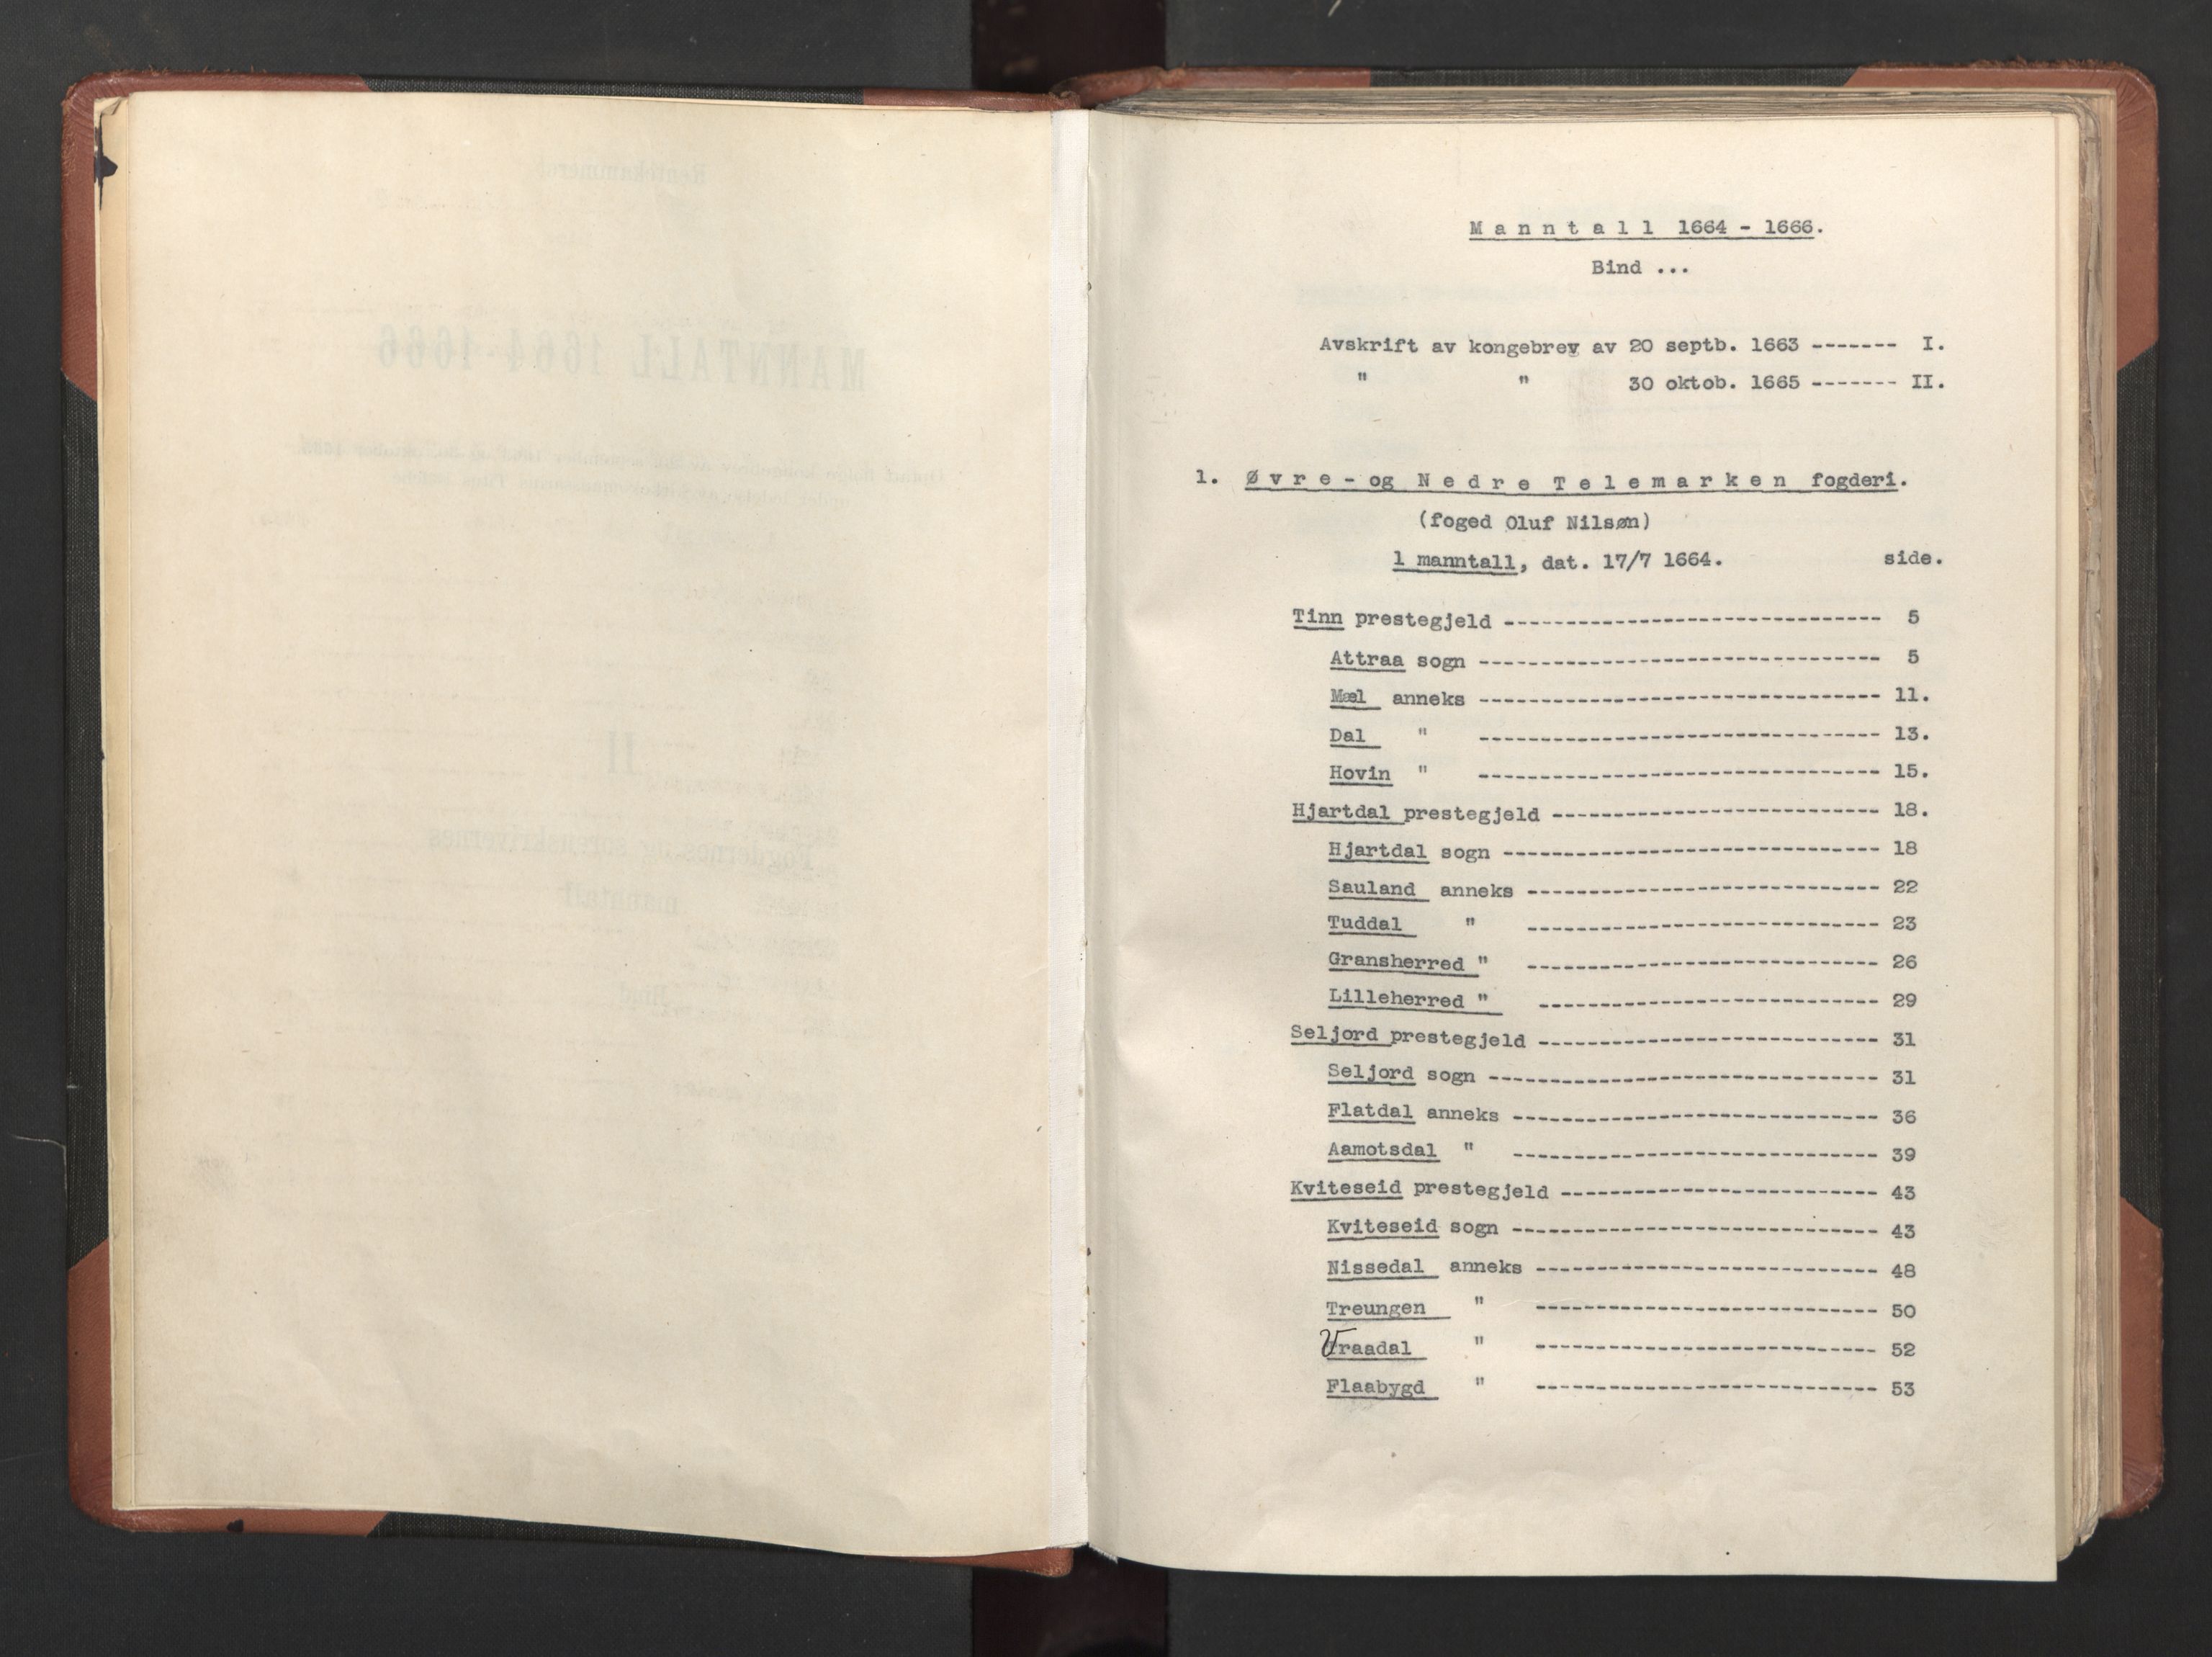 Manntall 1664 - 1666.
Bind ...
Avskrift av kongebrev av 20 septb. 1663 ------- I.
" " 30 oktob. 1665 ------- II.
1. Øvre- og Nedre Telemarken fogderi.
(foged Oluf Nilsøn)
1 manntall, dat. 17/7 1664. side.
Tinn prestegjeld ------------------------------ 5
Attraa sogn -------------------------------- 5
Mæl anneks -------------------------------- 11.
Dal " -------------------------------- 13.
Hovin " -------------------------------- 15.
Hjartdal prestegjeld -------------------------- 18.
Hjartdal sogn ------------------------------ 18
Sauland anneks ---------------------------- 22
Tuddal " ---------------------------- 23
Gransherred " ---------------------------- 26
Lilleherred " --------------------------- 29
Seljord prestegjeld --------------------------- 31
Seljord sogn ------------------------------- 31
Flatdal anneks ----------------------------- 36
Aamotsdal " ----------------------------- 39
Kviteseid prestegjeld ------------------------- 43
Kviteseid sogn ----------------------------- 43
Nissedal anneks --------------------------- 48
Treungen " --------------------------- 50
Vraadal " --------------------------- 52
Flaabygd " --------------------------- 53